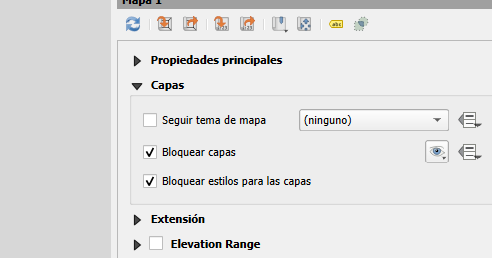 Mapa 1
Propiedades principales
Capas
Seguir tema de mapa (ninguno)
Bloquear capas
Bloquear estilos para las capas
Extensión
Elevation Range